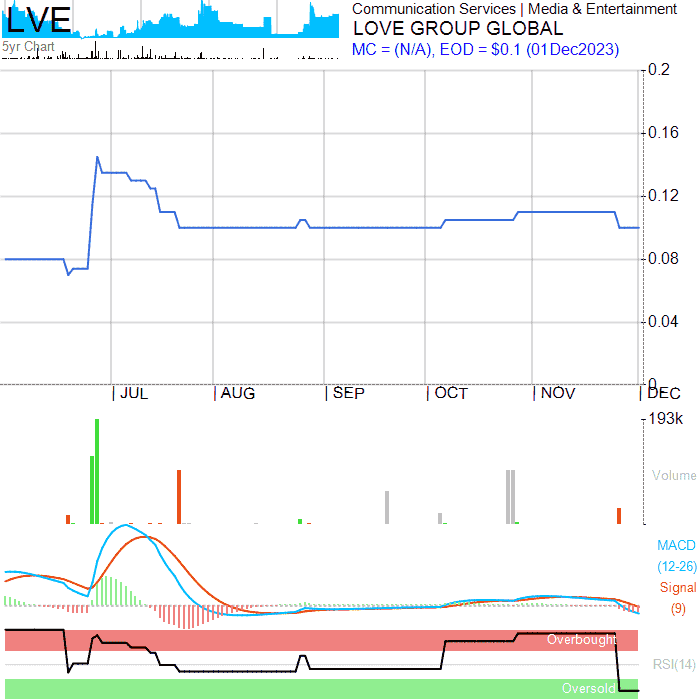 LVE
5yr Chart
Communication Services | Media & Entertainment
LOVE GROUP GLOBAL
MC = (N/A), EOD = $0.1 (01Dec2023)
0.2
0.16
0.12
0.08
0.04
0
JUL
AUG
SEP
OCT
NOV
DEC
193k
Volume
MACD
(12-26)
Signal
(9)
Overbought
RSI(14)
Oversold